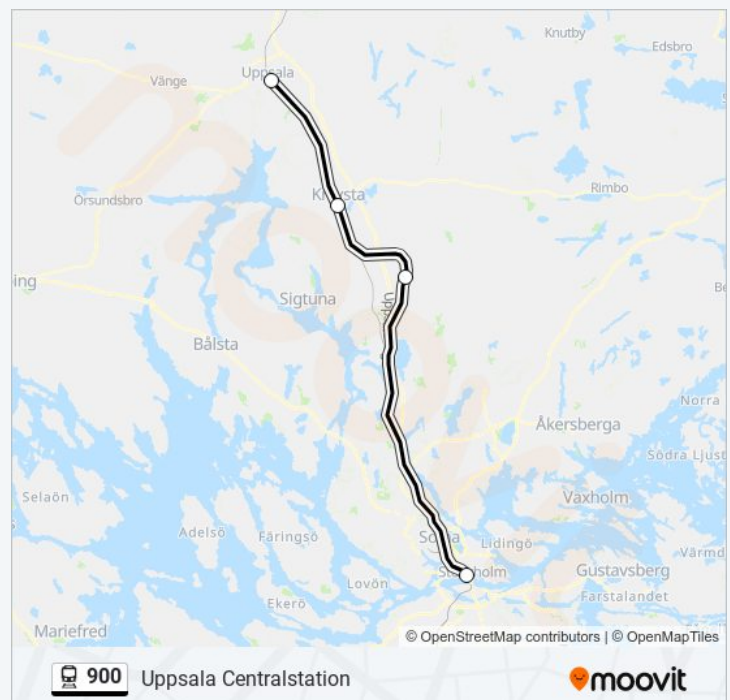 Knutby
Edsbro
Uppsala
Vänge
Rimbo
Örsundsbro
Sigtuna
Bålsta
Norra
Åkersberga
Södra Ljust
Selaön
Vaxholm
Adelsö
Färingsö
Lidingö
Värmd
Gustavsberg
Lovön
Farstalandet
Ekerö
Mariefred
© OpenStreetMap contributors | © OpenMapTiles
900 Uppsala Centralstation
moovit